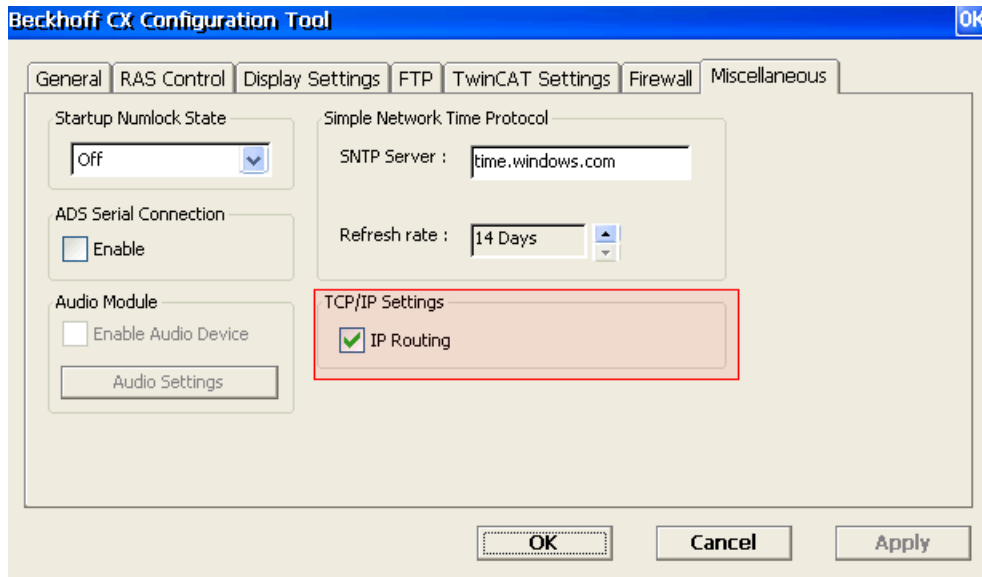 Beckhoff CX Configuration Tool
OK
General RAS Control Display Settings FTP TwinCAT Settings Firewall Miscellaneous
Startup Numlock State
Off
ADS Serial Connection
Enable
Audio Module
Enable Audio Device
Audio Settings
Simple Network Time Protocol
SNTP Server : time.windows.com
Refresh rate : 14 Days
TCP/IP Settings
IP Routing
OK Cancel Apply